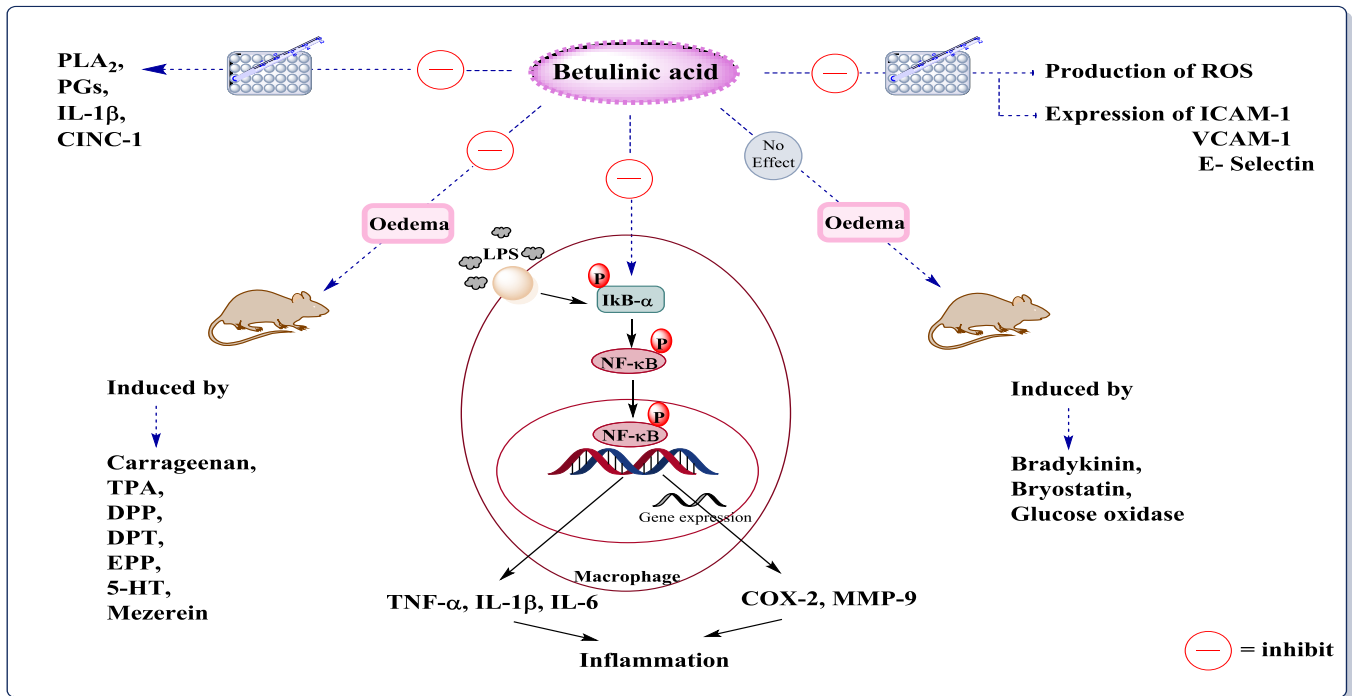 Betulinic acid
PLA₂,
PGs,
IL-1β,
CINC-1
Production of ROS
Expression of ICAM-1
VCAM-1
E- Selectin
No
Effect
Oedema
Oedema
LPS
P
IkB-α
P
NF-κB
P
NF-κB
Gene expression
Macrophage
Induced by
Carrageenan,
TPA,
DPP,
DPT,
EPP,
5-HT,
Mezerein
Induced by
Bradykinin,
Bryostatin,
Glucose oxidase
TNF-α, IL-1β, IL-6
COX-2, MMP-9
Inflammation
= inhibit